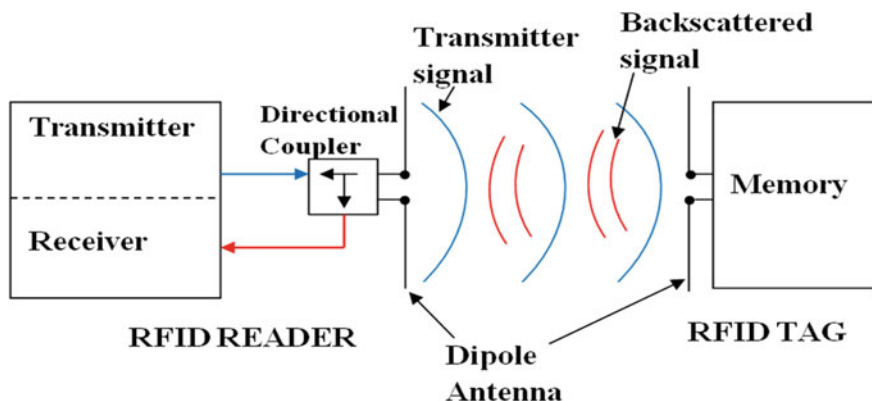 Transmitter
signal
Backscattered
signal
Directional
Coupler
Transmitter
Receiver
Memory
RFID READER
RFID TAG
Dipole
Antenna